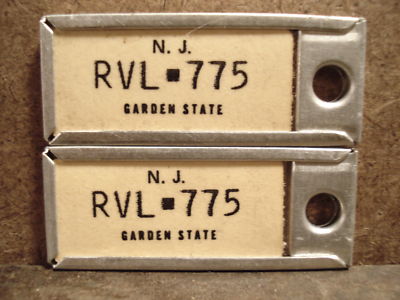 N. J.
RVL▪775
GARDEN STATE
N. J.
RVL▪775
GARDEN STATE